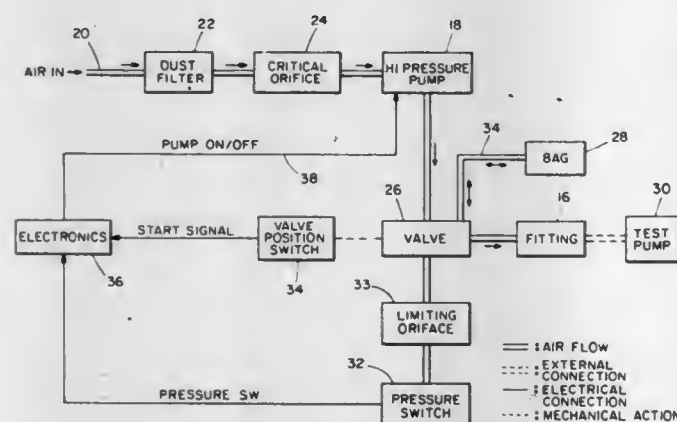 20
22
24
18
AIR IN
DUST
FILTER
CRITICAL
ORIFICE
HI PRESSURE
PUMP
PUMP ON/OFF
38
34
BAG
28
26
16
30
ELECTRONICS
START SIGNAL
VALVE
POSITION
SWITCH
VALVE
FITTING
TEST
PUMP
36
34
33
LIMITING
ORIFACE
32
PRESSURE SW
PRESSURE
SWITCH
: AIR FLOW
: EXTERNAL
CONNECTION
: ELECTRICAL
CONNECTION
: MECHANICAL ACTION